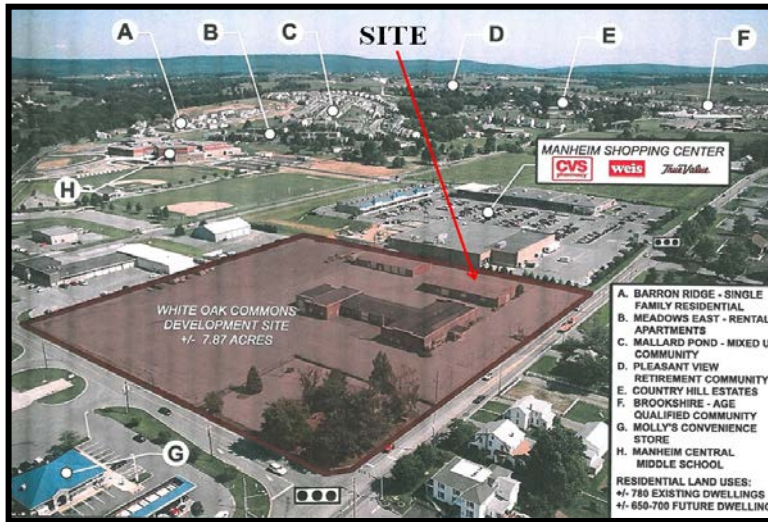 A
B
C
SITE
D
E
F
MANHEIM SHOPPING CENTER
CVS
pharmacy
weis
True Value
H
WHITE OAK COMMONS
DEVELOPMENT SITE
+/- 7.87 ACRES
G
A. BARRON RIDGE - SINGLE
FAMILY RESIDENTIAL
B. MEADOWS EAST - RENTAL
APARTMENTS
C. MALLARD POND - MIXED U
COMMUNITY
D. PLEASANT VIEW
RETIREMENT COMMUNITY
E. COUNTRY HILL ESTATES
F. BROOKSHIRE - AGE
QUALIFIED COMMUNITY
G. MOLLY'S CONVENIENCE
STORE
H. MANHEIM CENTRAL
MIDDLE SCHOOL
RESIDENTIAL LAND USES:
+/- 780 EXISTING DWELLINGS
+/- 650-700 FUTURE DWELLING